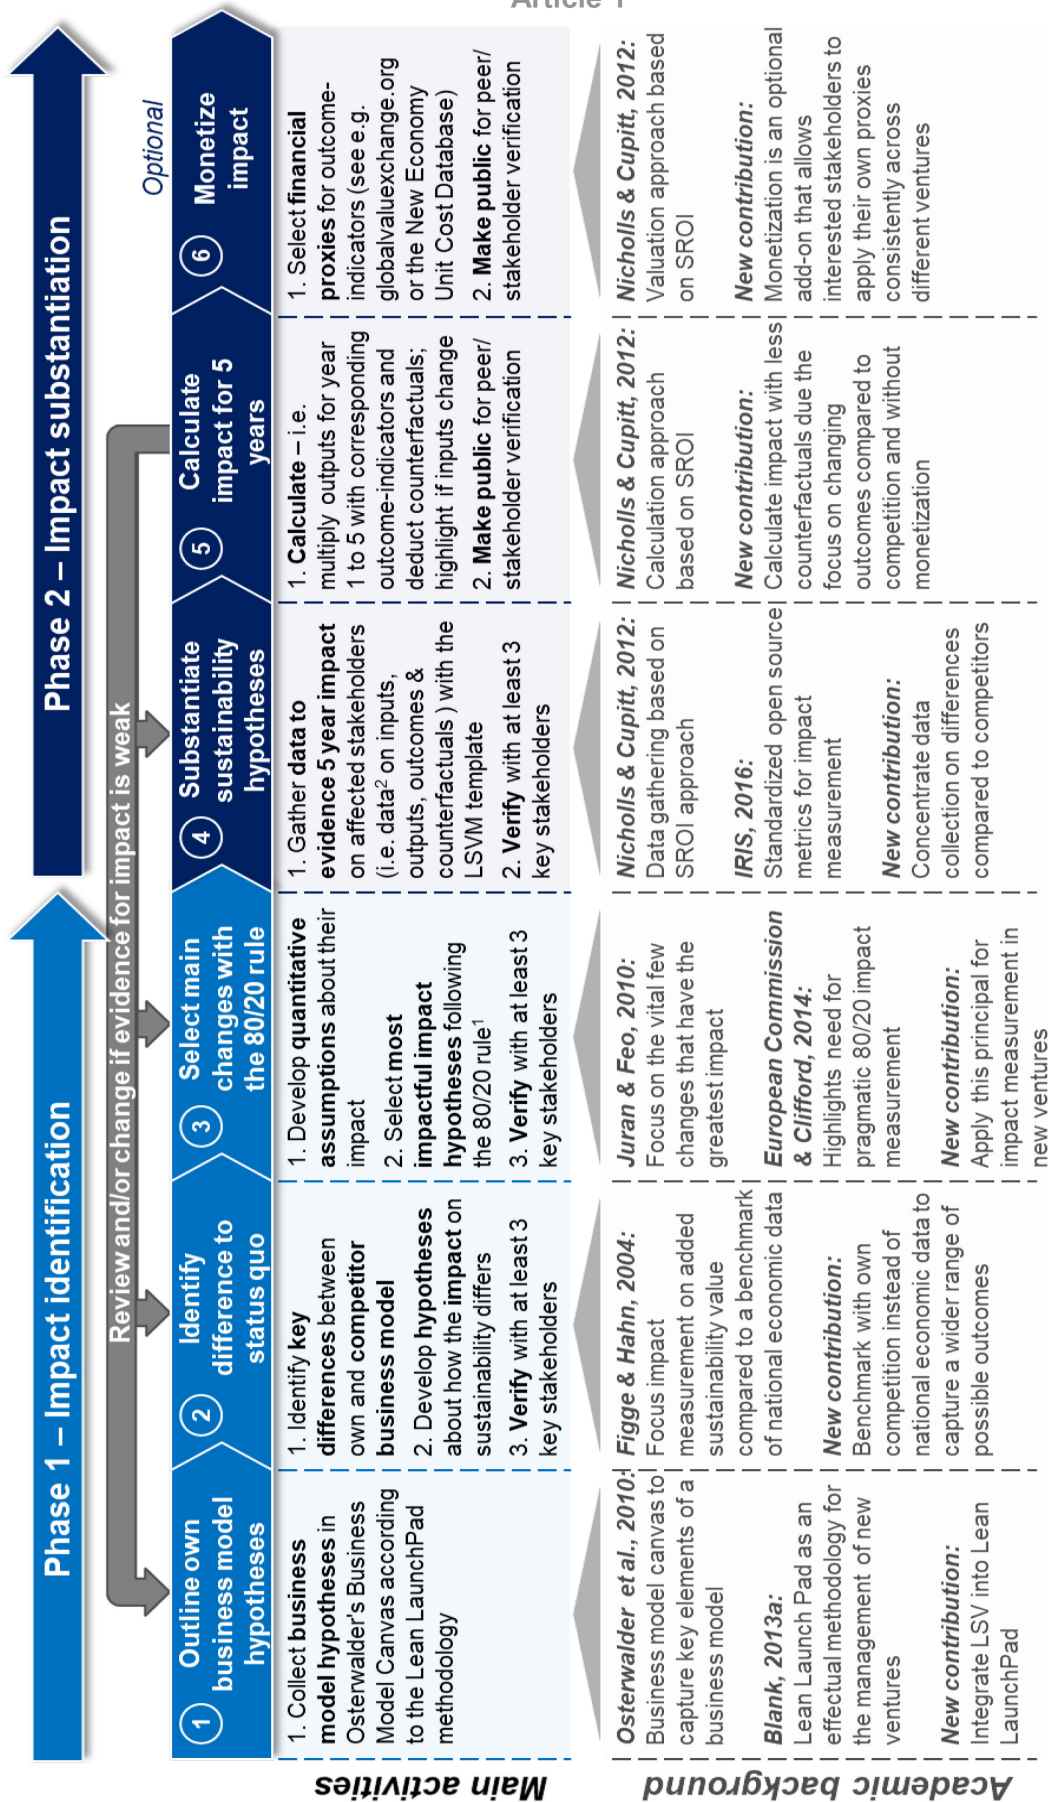 Article 1
Phase 1 – Impact identification
Phase 2 – Impact substantiation
Review and/or change if evidence for impact is weak
Optional
1
Outline own
business model
hypotheses
2
Identify
difference to
status quo
3
Select main
changes with
the 80/20 rule
4
Substantiate
sustainability
hypotheses
5
Calculate
impact for 5
years
6
Monetize
impact
Main activities
1. Collect business
model hypotheses in
Osterwalder's Business
Model Canvas according
to the Lean LaunchPad
methodology
1. Identify key
differences between
own and competitor
business model
2. Develop hypotheses
about how the impact on
sustainability differs
3. Verify with at least 3
key stakeholders
1. Develop quantitative
assumptions about their
impact
2. Select most
impactful impact
hypotheses following
the 80/20 rule¹
3. Verify with at least 3
key stakeholders
1. Gather data to
evidence 5 year impact
on affected stakeholders
(i.e. data² on inputs,
outputs, outcomes &
counterfactuals ) with the
LSVM template
2. Verify with at least 3
key stakeholders
1. Calculate – i.e.
multiply outputs for year
1 to 5 with corresponding
outcome-indicators and
deduct counterfactuals;
highlight if inputs change
2. Make public for peer/
stakeholder verification
1. Select financial
proxies for outcome-
indicators (see e.g.
globalvaluexchange.org
or the New Economy
Unit Cost Database)
2. Make public for peer/
stakeholder verification
Academic background
Osterwalder et al., 2010:
Business model canvas to
capture key elements of a
business model
Blank, 2013a:
Lean Launch Pad as an
effectual methodology for
the management of new
ventures
New contribution:
Integrate LSV into Lean
LaunchPad
Figge & Hahn, 2004:
Focus impact
measurement on added
sustainability value
compared to a benchmark
of national economic data
New contribution:
Benchmark with own
competition instead of
national economic data to
capture a wider range of
possible outcomes
Juran & Feo, 2010:
Focus on the vital few
changes that have the
greatest impact
European Commission
& Clifford, 2014:
Highlights need for
pragmatic 80/20 impact
measurement
New contribution:
Apply this principal for
impact measurement in
new ventures
Nicholls & Cupitt, 2012:
Data gathering based on
SROI approach
IRIS, 2016:
Standardized open source
metrics for impact
measurement
New contribution:
Concentrate data
collection on differences
compared to competitors
Nicholls & Cupitt, 2012:
Calculation approach
based on SROI
New contribution:
Calculate impact with less
counterfactuals due the
focus on changing
outcomes compared to
competition and without
monetization
Nicholls & Cupitt, 2012:
Valuation approach based
on SROI
New contribution:
Monetization is an optional
add-on that allows
interested stakeholders to
apply their own proxies
consistently across
different ventures